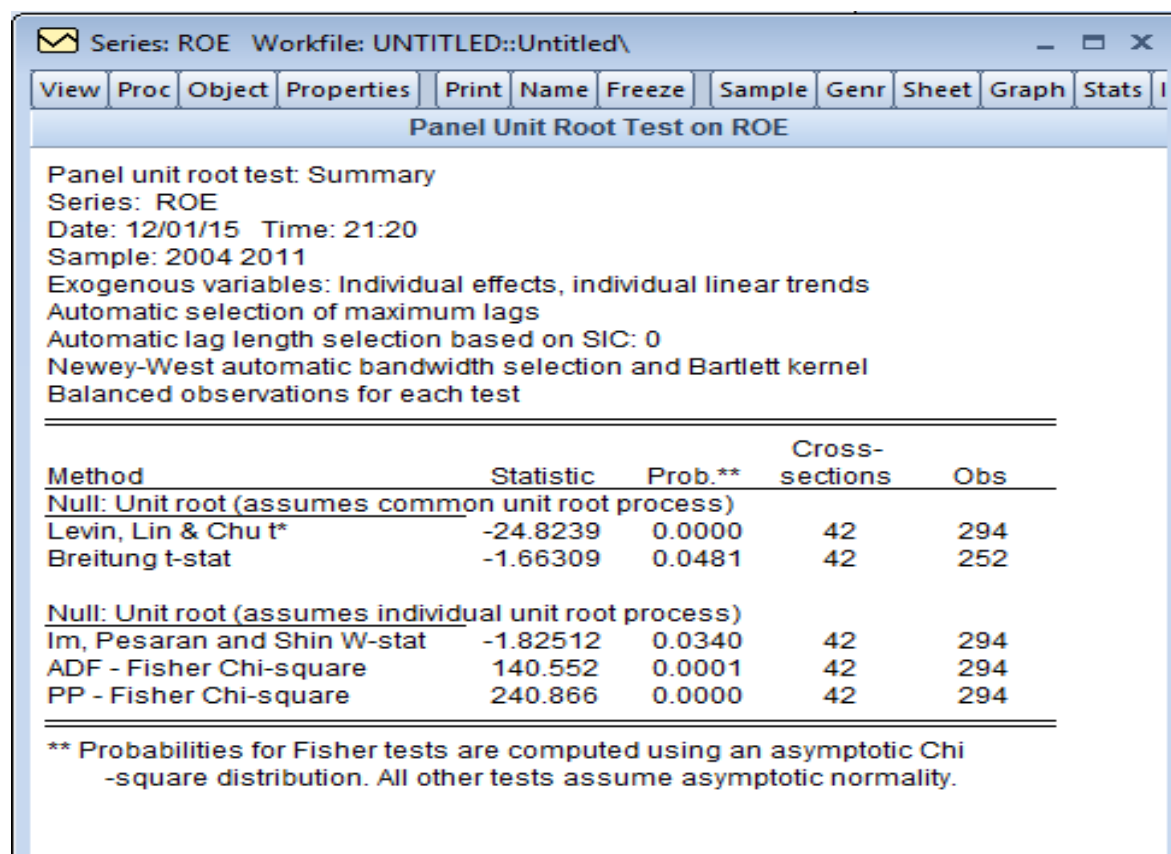 Series: ROE Workfile: UNTITLED::Untitled\
View Proc Object Properties Print Name Freeze Sample Genr Sheet Graph Stats
Panel Unit Root Test on ROE
Panel unit root test: Summary
Series: ROE
Date: 12/01/15 Time: 21:20
Sample: 2004 2011
Exogenous variables: Individual effects, individual linear trends
Automatic selection of maximum lags
Automatic lag length selection based on SIC: 0
Newey-West automatic bandwidth selection and Bartlett kernel
Balanced observations for each test
Cross-
Method Statistic Prob.** sections Obs
Null: Unit root (assumes common unit root process)
Levin, Lin & Chu t* -24.8239 0.0000 42 294
Breitung t-stat -1.66309 0.0481 42 252
Null: Unit root (assumes individual unit root process)
Im, Pesaran and Shin W-stat -1.82512 0.0340 42 294
ADF - Fisher Chi-square 140.552 0.0001 42 294
PP - Fisher Chi-square 240.866 0.0000 42 294
** Probabilities for Fisher tests are computed using an asymptotic Chi
-square distribution. All other tests assume asymptotic normality.